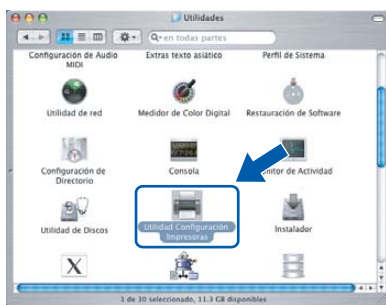 Utilidades
en todas partes
Configuración de Audio
MIDI
Extras texto asiático
Perfil de Sistema
Utilidad de red
Medidor de Color Digital
Restauración de Software
Configuración de
Directorio
Consola
nitor de Actividad
Utilidad de Discos
Utilidad Configuración
Impresoras
Instalador
X
1 de 30 seleccionado, 11.3 GB disponibles